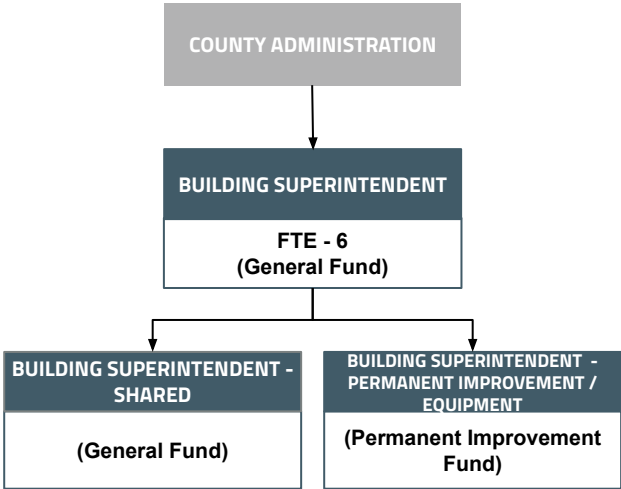 COUNTY ADMINISTRATION
BUILDING SUPERINTENDENT
FTE - 6
(General Fund)
BUILDING SUPERINTENDENT -
SHARED
(General Fund)
BUILDING SUPERINTENDENT -
PERMANENT IMPROVEMENT /
EQUIPMENT
(Permanent Improvement
Fund)